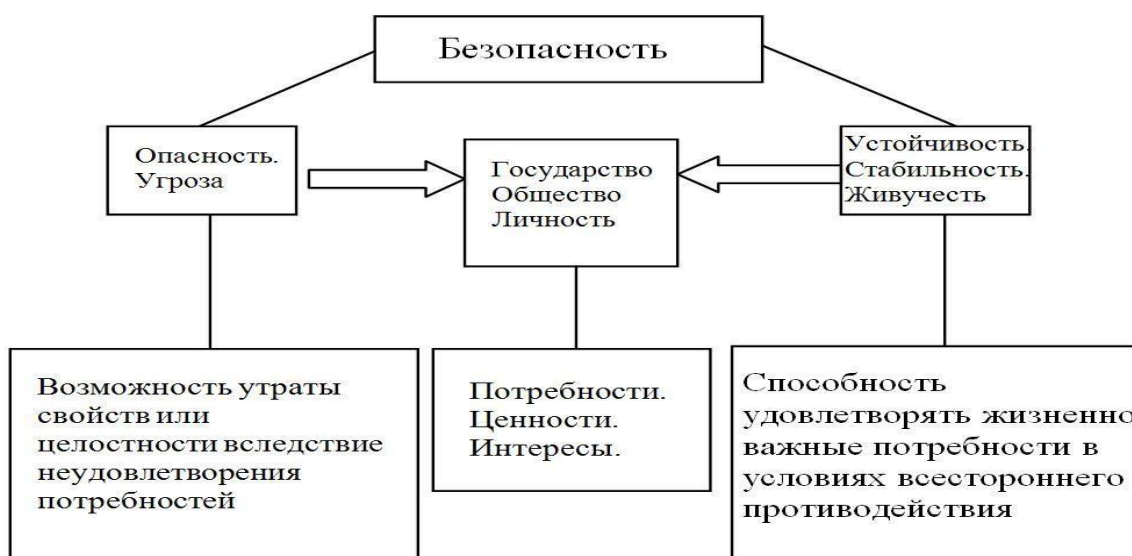 Безопасность
Опасность.
Угроза
Государство
Общество
Личность
Устойчивость.
Стабильность.
Живучесть
Возможность утраты
свойств или
целостности вследствие
неудовлетворения
потребностей
Потребности.
Ценности.
Интересы.
Способность
удовлетворять жизненно
важные потребности в
условиях всестороннего
противодействия